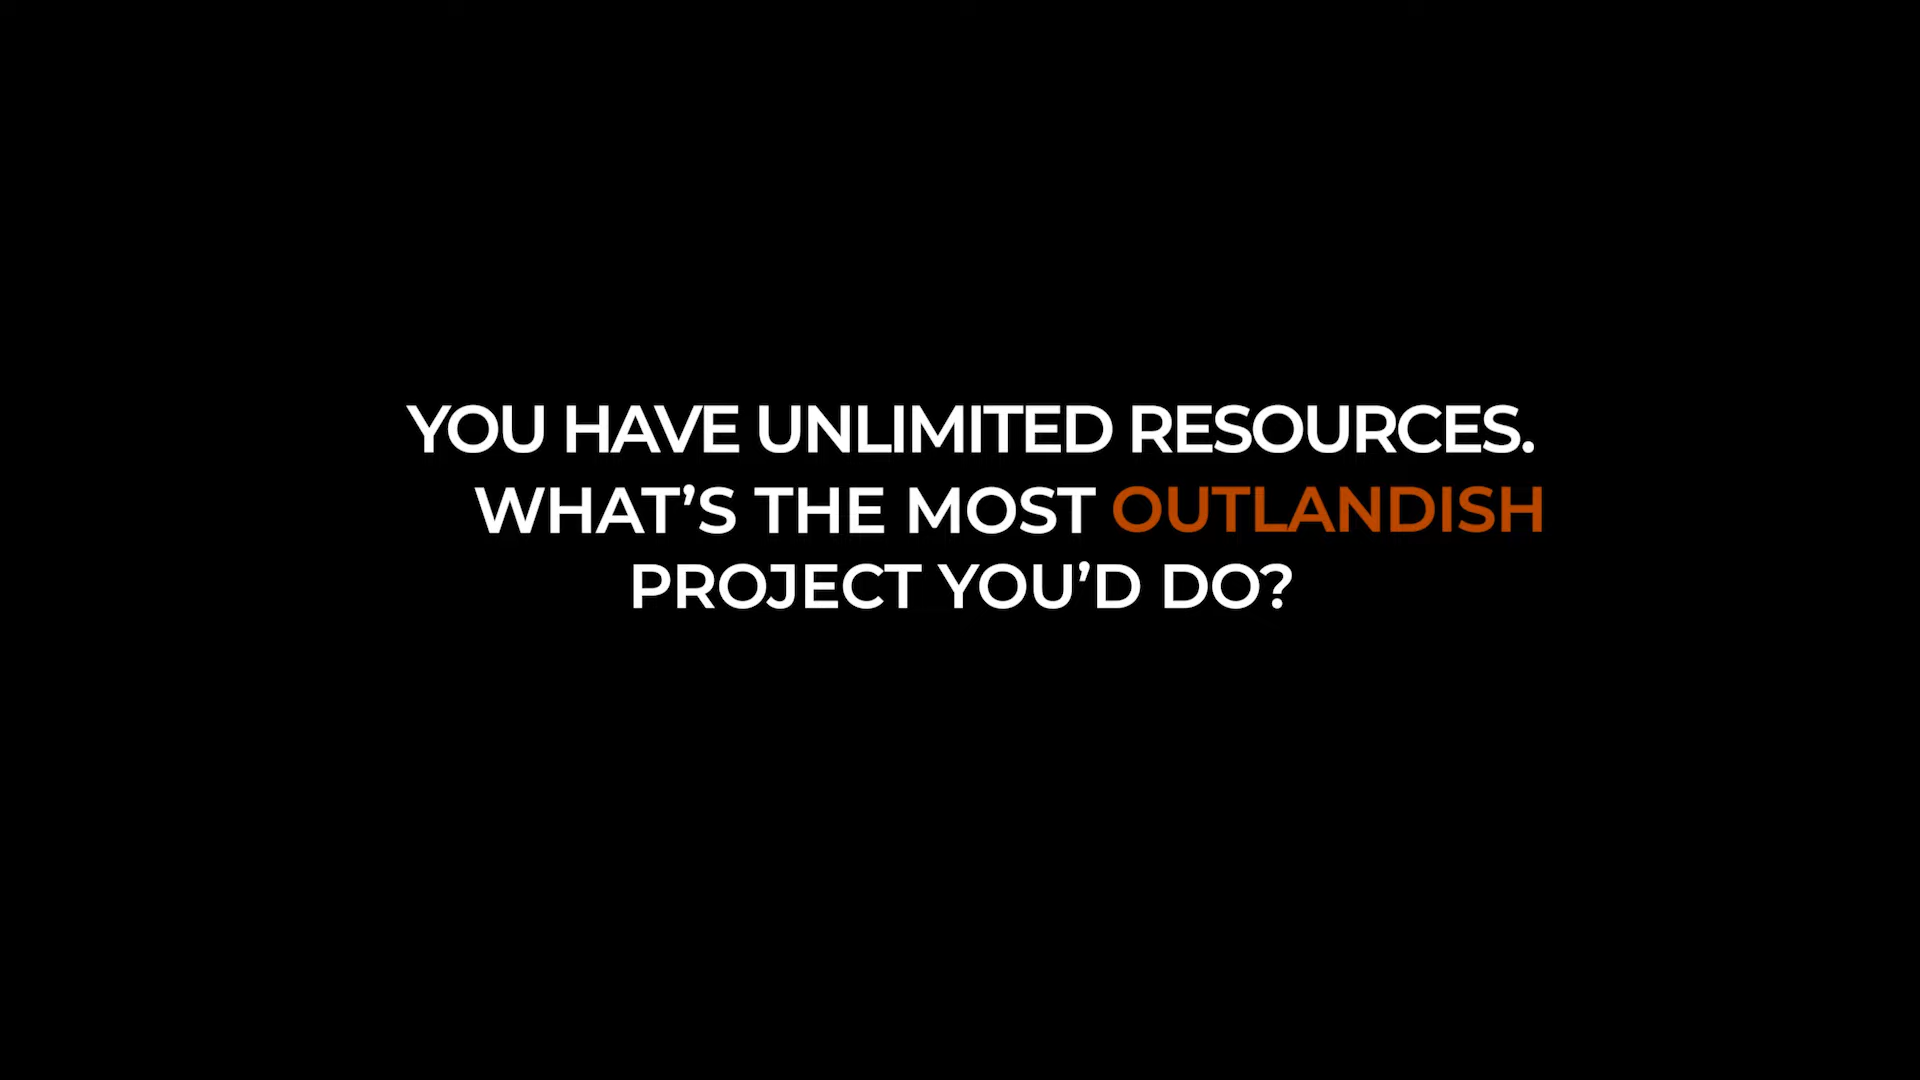 YOU HAVE UNLIMITED RESOURCES.
WHAT’S THE MOST OUTLANDISH
PROJECT YOU’D DO?